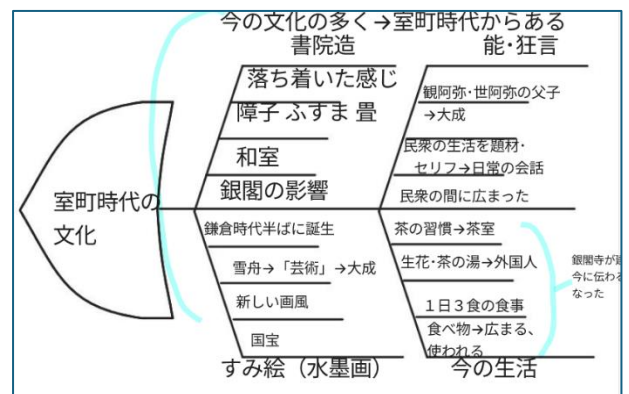 今の文化の多く→室町時代からある
書院造
落ち着いた感じ
障子 ふすま 畳
和室
銀閣の影響
能・狂言
観阿弥・世阿弥の父子
→大成
民衆の生活を題材・
セリフ→日常の会話
民衆の間に広まった
室町時代の
文化
鎌倉時代半ばに誕生
雪舟→「芸術」→大成
新しい画風
国宝
すみ絵（水墨画）
茶の習慣→茶室
生花・茶の湯→外国人
1日3食の食事
食べ物→広まる、
使われる
今の生活
銀閣寺が
今に伝わ
なった